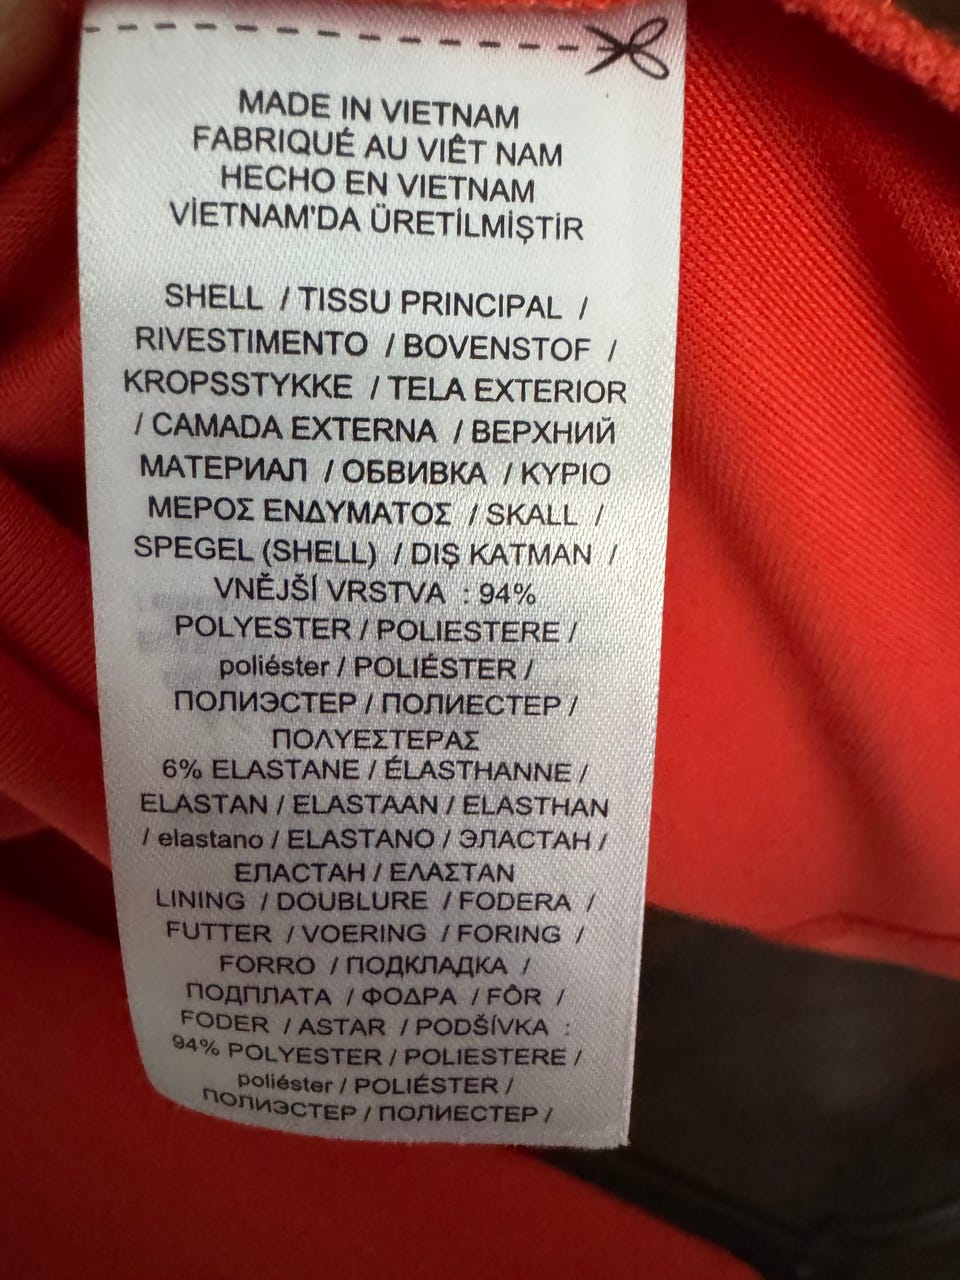 MADE IN VIETNAM
FABRIQUÉ AU VIÊT NAM
HECHO EN VIETNAM
VİETNAM'DA ÜRETİLMİŞTİR
SHELL / TISSU PRINCIPAL /
RIVESTIMENTO / BOVENSTOF /
KROPSSTYKKE / TELA EXTERIOR
/ CAMADA EXTERNA / ВЕРХНИЙ
МАТЕРИАЛ / ОБВИВКА / ΚΥΡΙΟ
ΜΕΡΟΣ ΕΝΔΥΜΑΤΟΣ / SKALL /
SPEGEL (SHELL) / DIŞ KATMAN /
VNĚJŠÍ VRSTVA : 94%
POLYESTER / POLIESTERE /
poliéster / POLIÉSTER /
ПОЛИЭСТЕР / ПОЛИЕСТЕР /
ΠΟΛΥΕΣΤΕΡΑΣ
6% ELASTANE / ÉLASTHANNE /
ELASTAN / ELASTAAN / ELASTHAN
/ elastano / ELASTANO / ЭЛАСТАН /
ЕЛАСТАН / ΕΛΑΣΤΑΝ
LINING / DOUBLURE / FODERA /
FUTTER / VOERING / FORING /
FORRO / ПОДКЛАДКА /
ПОДПЛАТА / ΦΟΔΡΑ / FÔR /
FODER / ASTAR / PODŠÍVKA :
94% POLYESTER / POLIESTERE /
poliéster / POLIÉSTER /
ПОЛИЭСТЕР / ПОЛИЕСТЕР /